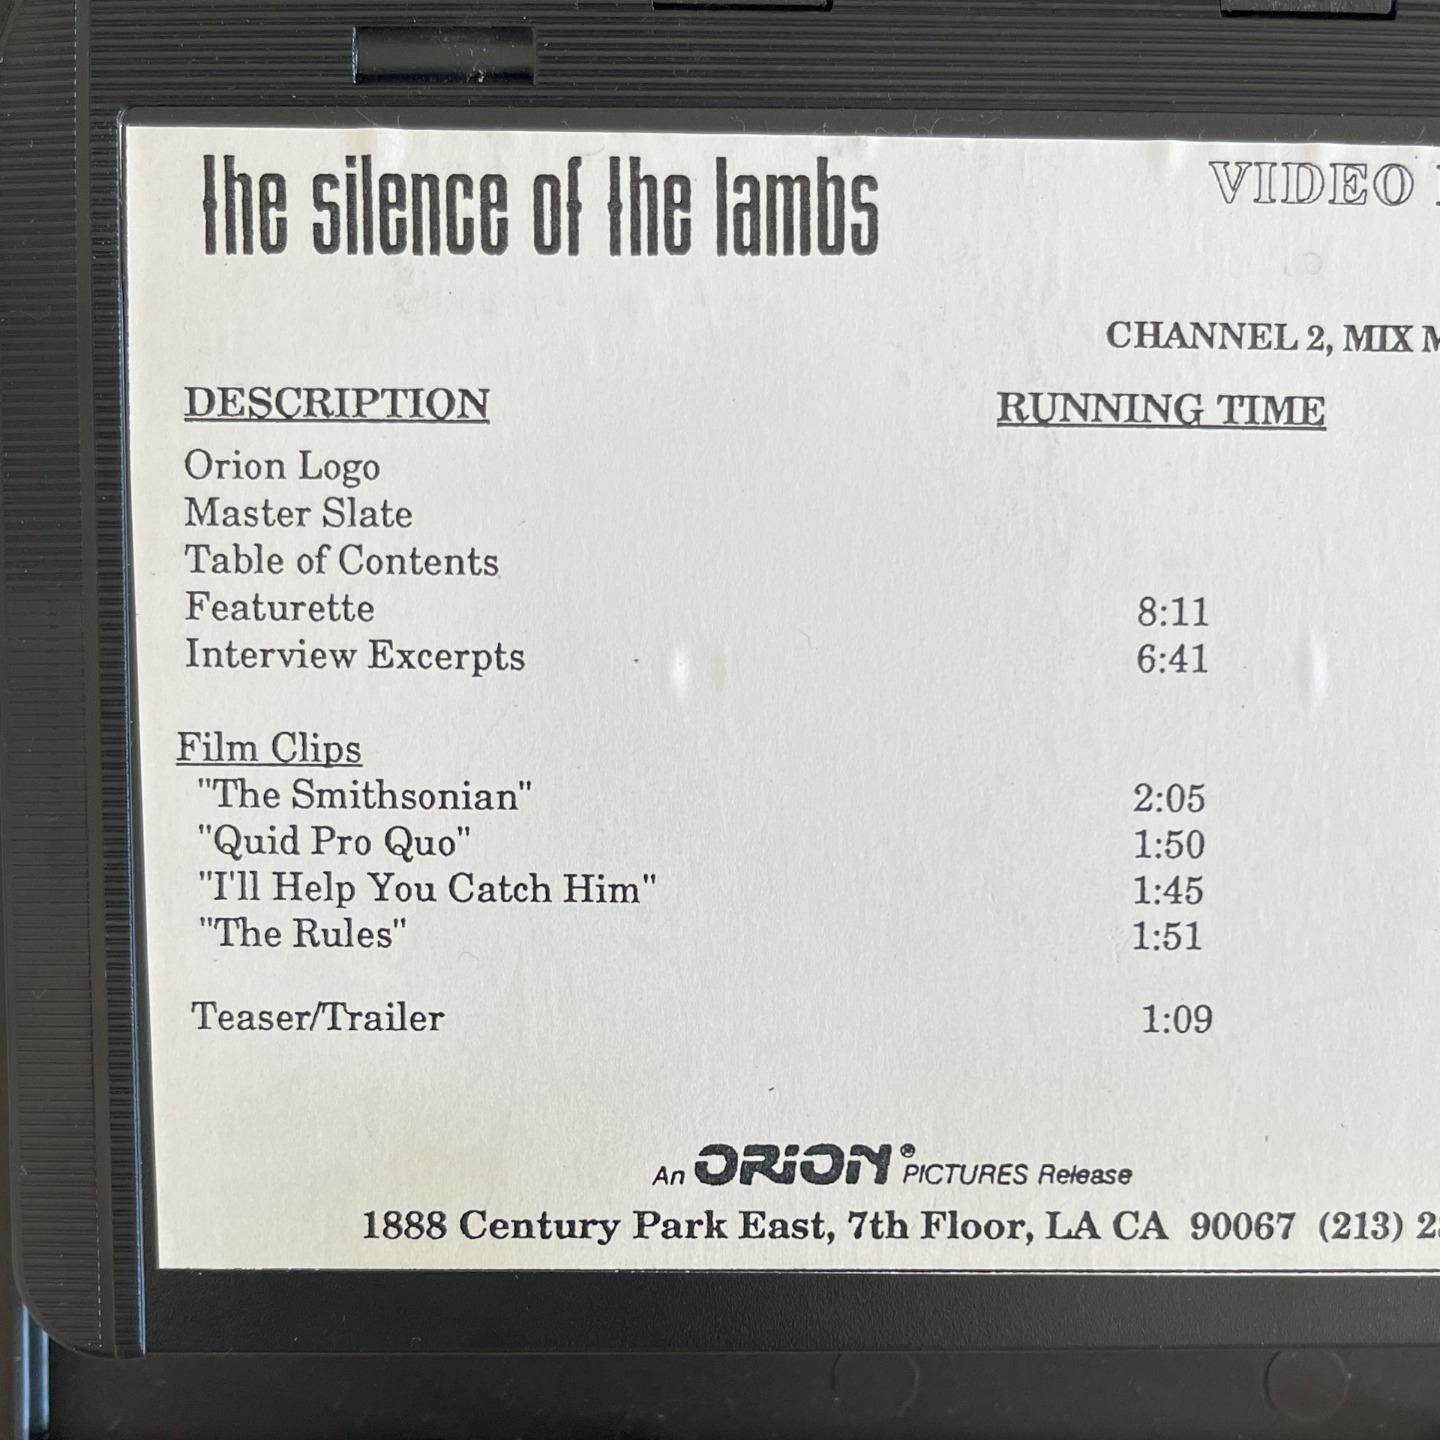 the silence of the lambs VIDEO
CHANNEL 2, MIX
DESCRIPTION RUNNING TIME
Orion Logo
Master Slate
Table of Contents
Featurette 8:11
Interview Excerpts 6:41
Film Clips
"The Smithsonian" 2:05
"Quid Pro Quo" 1:50
"I'll Help You Catch Him" 1:45
"The Rules" 1:51
Teaser/Trailer 1:09
An ORION® PICTURES Release
1888 Century Park East, 7th Floor, LA CA 90067 (213)